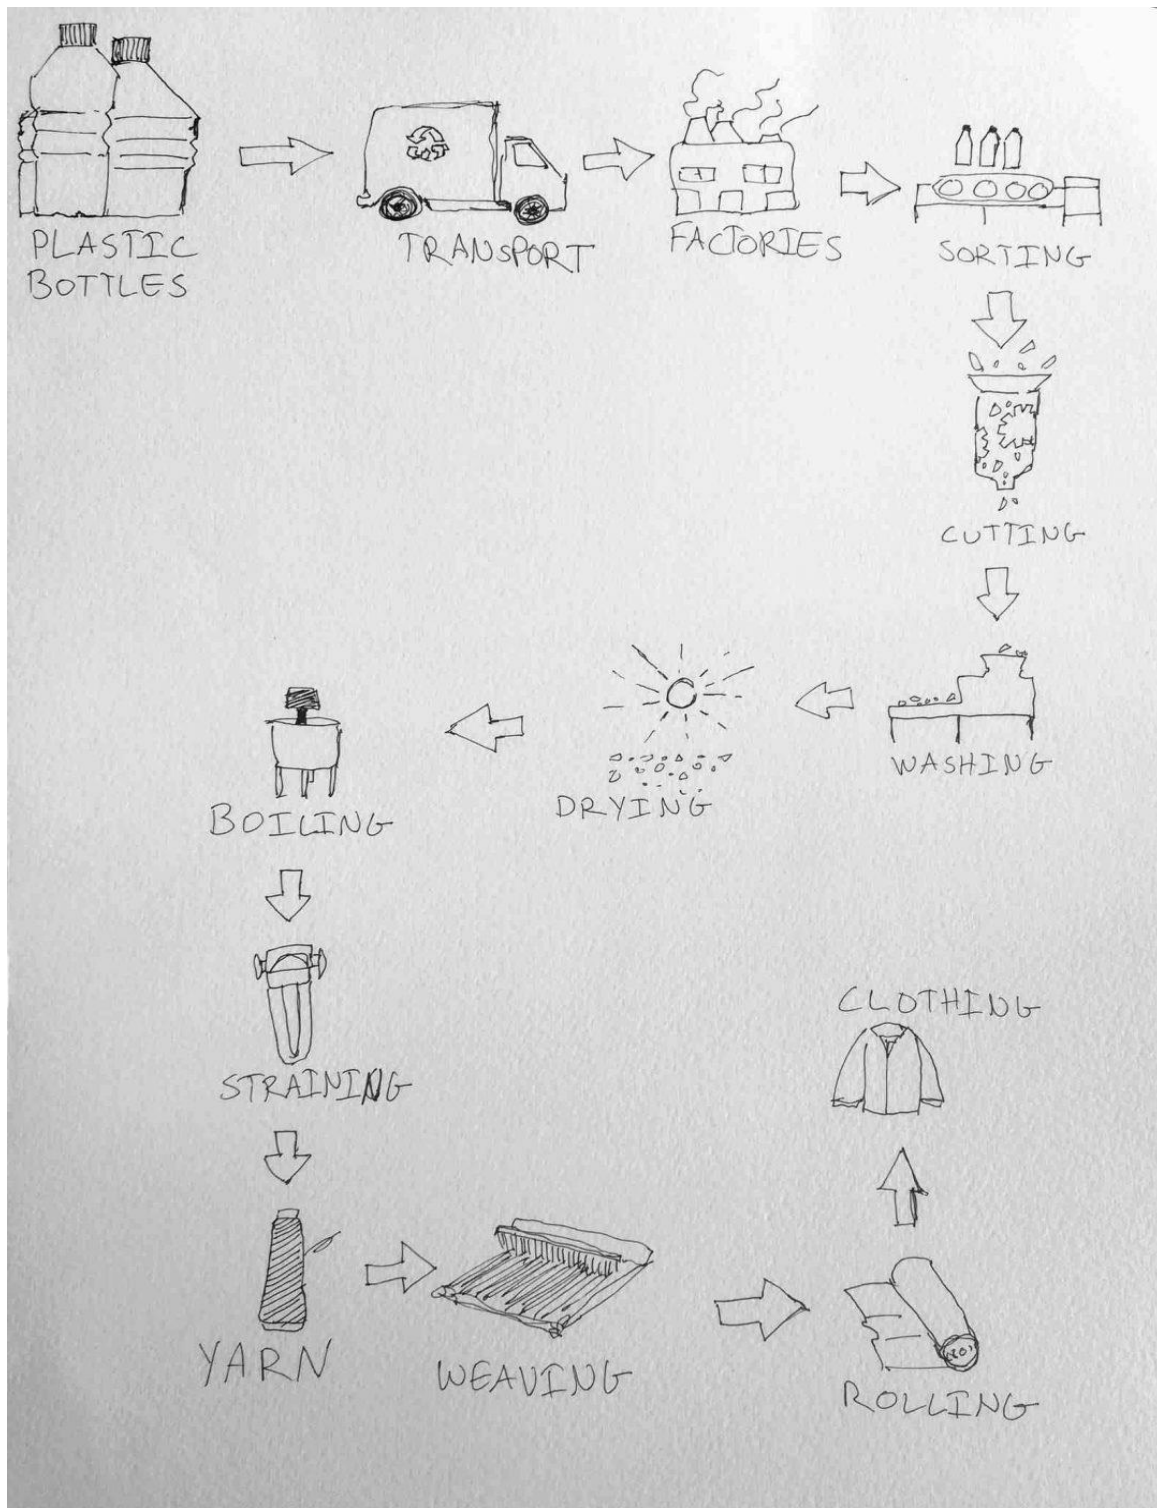 PLASTIC
BOTTLES
TRANSPORT
FACTORIES
SORTING
CUTTING
WASHING
DRYING
BOILING
STRAINING
YARN
WEAVING
ROLLING
CLOTHING